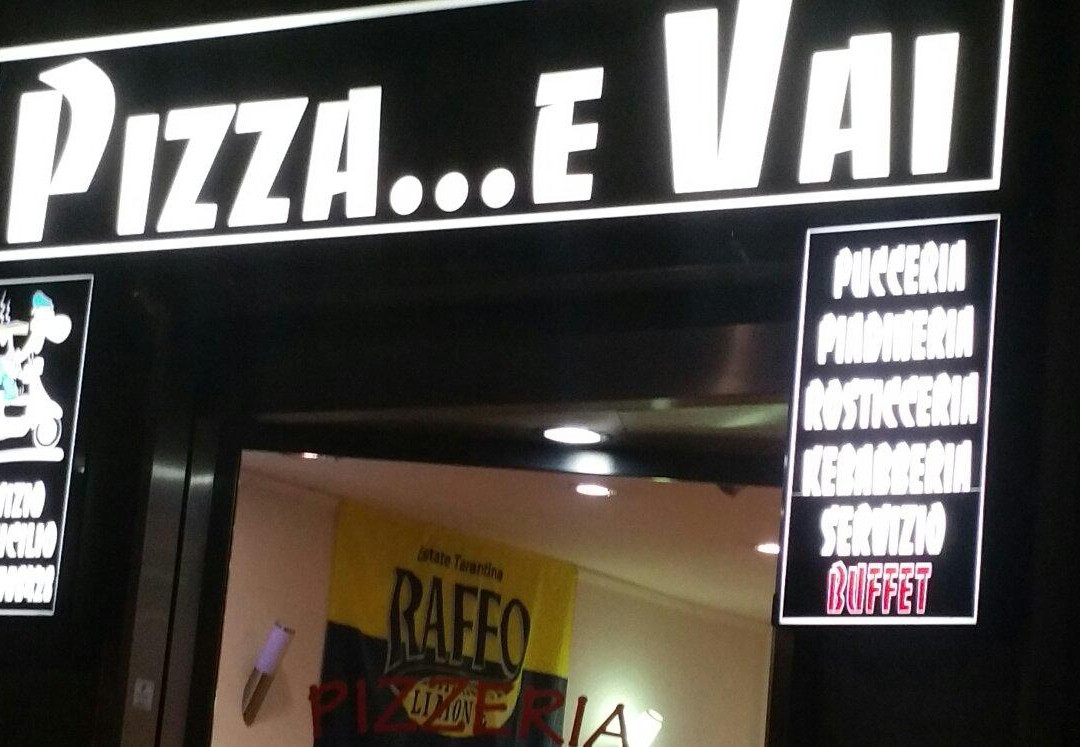 PIZZA...E VAI
PUCCERIA
PIADINERIA
ROSTICCERIA
KEBABBERIA
SERVIZIO
BUFFET
Estate Tarantina
RAFFO
PIZZERIA